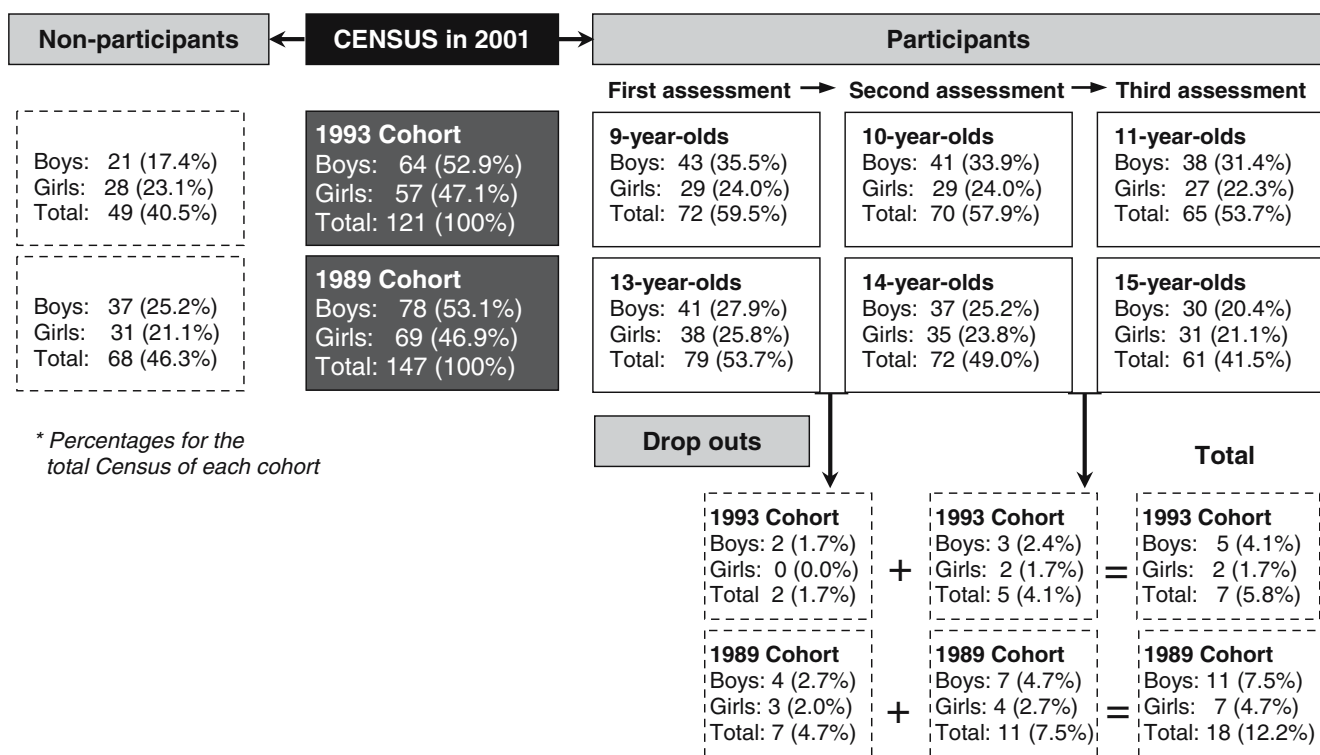 Non-participants
CENSUS in 2001
Participants
First assessment
Second assessment
Third assessment
Boys: 21 (17.4%)
Girls: 28 (23.1%)
Total: 49 (40.5%)
1993 Cohort
Boys: 64 (52.9%)
Girls: 57 (47.1%)
Total: 121 (100%)
9-year-olds
Boys: 43 (35.5%)
Girls: 29 (24.0%)
Total: 72 (59.5%)
10-year-olds
Boys: 41 (33.9%)
Girls: 29 (24.0%)
Total: 70 (57.9%)
11-year-olds
Boys: 38 (31.4%)
Girls: 27 (22.3%)
Total: 65 (53.7%)
Boys: 37 (25.2%)
Girls: 31 (21.1%)
Total: 68 (46.3%)
1989 Cohort
Boys: 78 (53.1%)
Girls: 69 (46.9%)
Total: 147 (100%)
13-year-olds
Boys: 41 (27.9%)
Girls: 38 (25.8%)
Total: 79 (53.7%)
14-year-olds
Boys: 37 (25.2%)
Girls: 35 (23.8%)
Total: 72 (49.0%)
15-year-olds
Boys: 30 (20.4%)
Girls: 31 (21.1%)
Total: 61 (41.5%)
* Percentages for the
total Census of each cohort
Drop outs
Total
1993 Cohort
Boys: 2 (1.7%)
Girls: 0 (0.0%)
Total 2 (1.7%)
+
1993 Cohort
Boys: 3 (2.4%)
Girls: 2 (1.7%)
Total: 5 (4.1%)
=
1993 Cohort
Boys: 5 (4.1%)
Girls: 2 (1.7%)
Total: 7 (5.8%)
1989 Cohort
Boys: 4 (2.7%)
Girls: 3 (2.0%)
Total: 7 (4.7%)
+
1989 Cohort
Boys: 7 (4.7%)
Girls: 4 (2.7%)
Total: 11 (7.5%)
=
1989 Cohort
Boys: 11 (7.5%)
Girls: 7 (4.7%)
Total: 18 (12.2%)